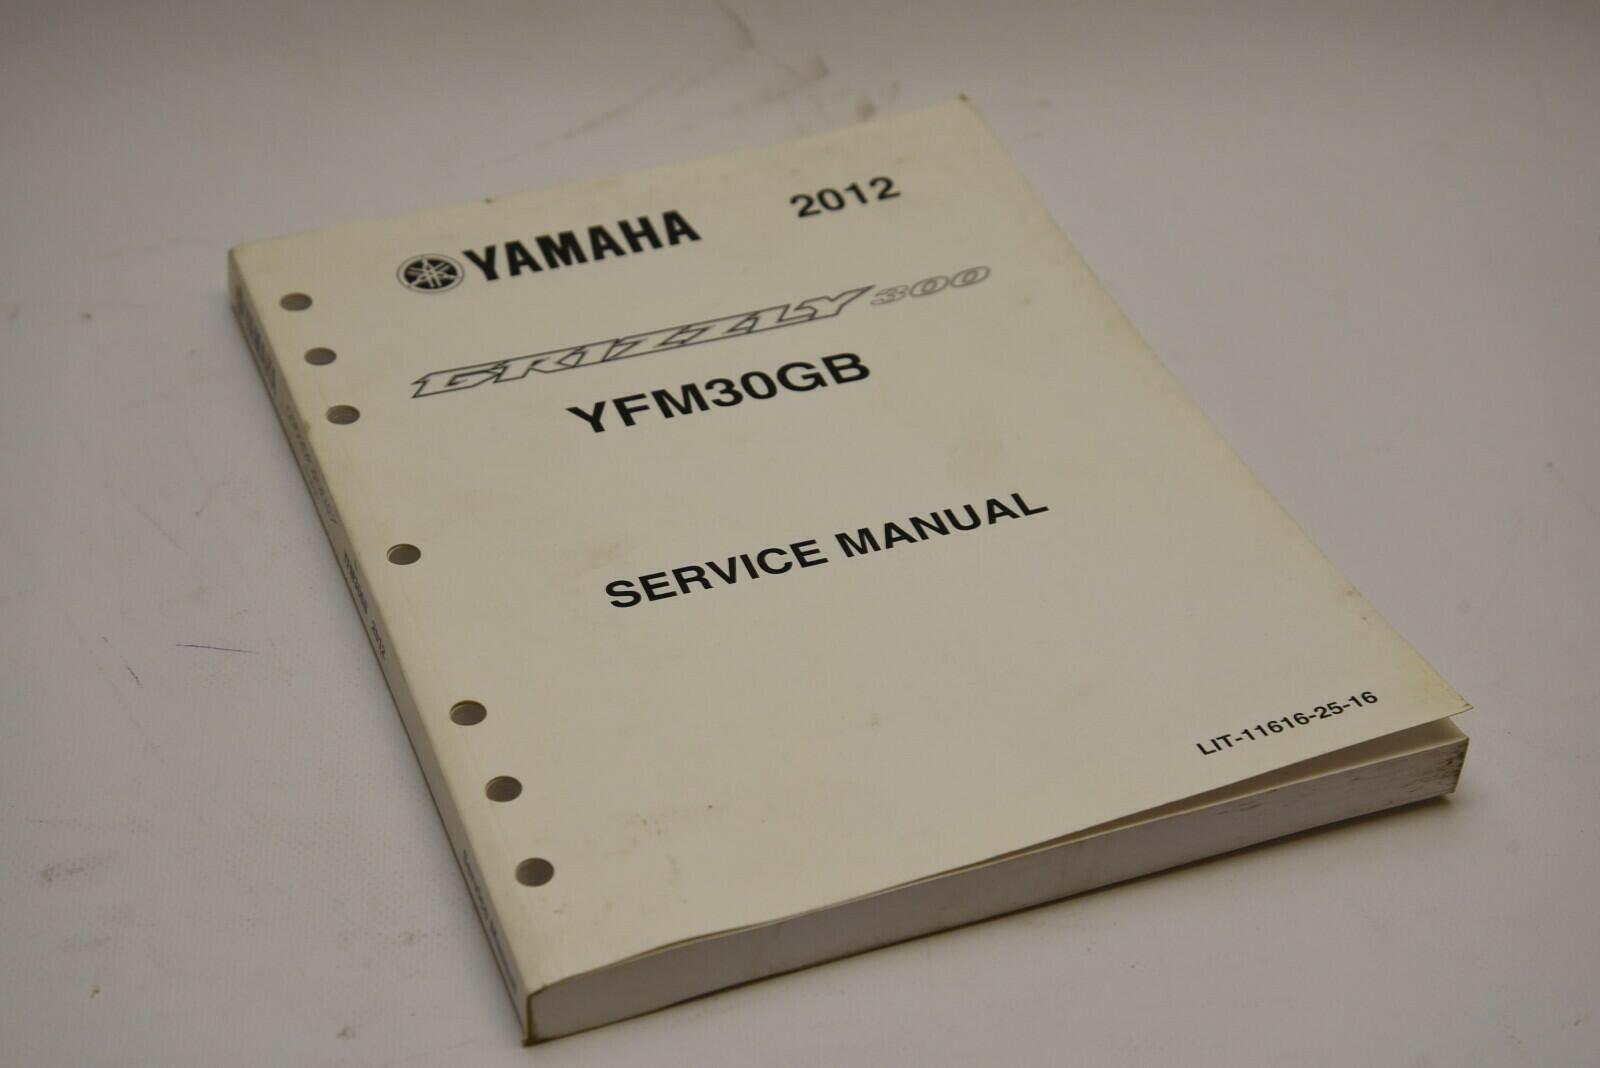 YAMAHA 2012
GRIZZLY 300
YFM30GB
SERVICE MANUAL
LIT-11616-25-16